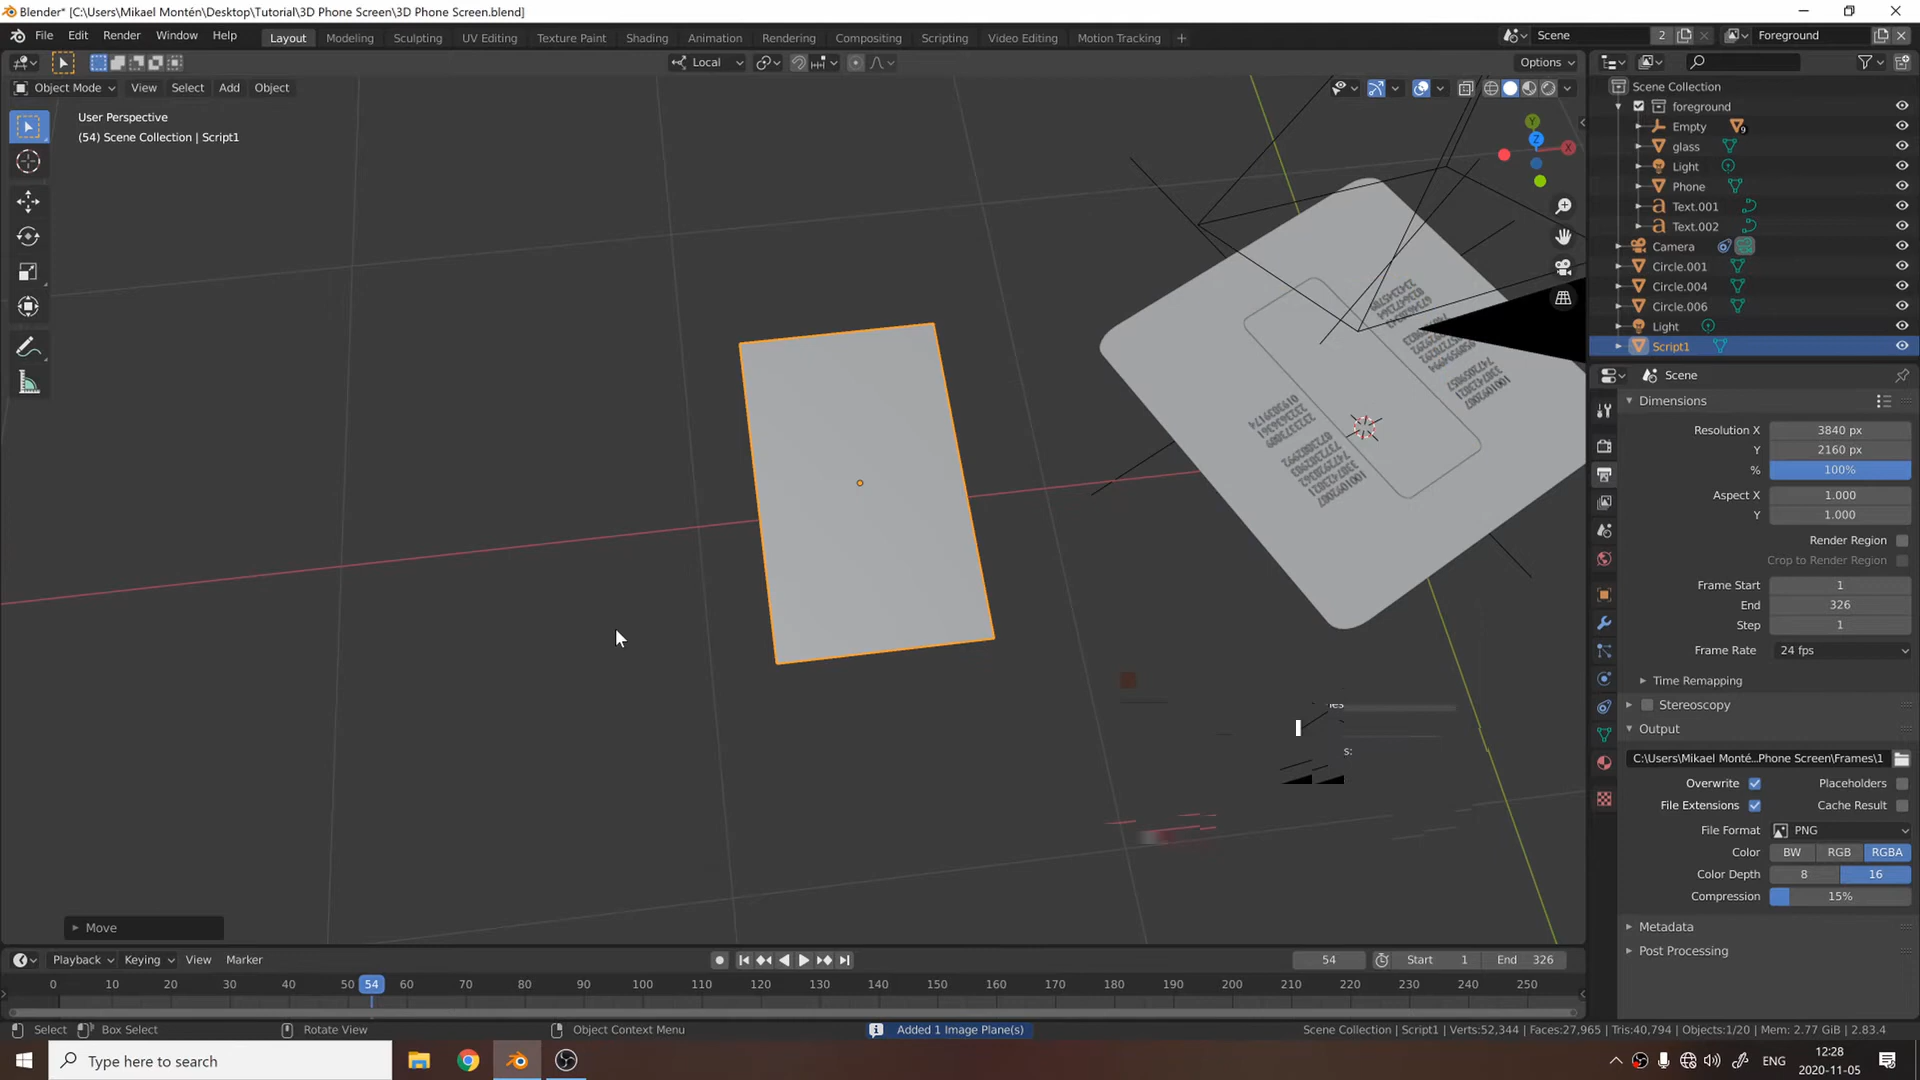 Blender* [C:\Users\Mikael Montén\Desktop\Tutorial\3D Phone Screen\3D Phone Screen.blend]
File Edit Render Window Help Layout Modeling Sculpting UV Editing Texture Paint Shading Animation Rendering Compositing Scripting Video Editing Motion Tracking + Scene 2 Foreground
Local Options
Object Mode View Select Add Object
User Perspective
(54) Scene Collection | Script1
Y
Z
X
Scene Collection
foreground
Empty 9
glass
Light
Phone
Text.001
Text.002
Camera
Circle.001
Circle.004
Circle.006
Light
Script1
Scene
Dimensions
Resolution X 3840 px
Y 2160 px
% 100%
Aspect X 1.000
Y 1.000
Render Region
Crop to Render Region
Frame Start 1
End 326
Step 1
Frame Rate 24 fps
Time Remapping
Stereoscopy
Output
C:\Users\Mikael Monté...Phone Screen\Frames\1
Overwrite Placeholders
File Extensions Cache Result
File Format PNG
Color BW RGB RGBA
Color Depth 8 16
Compression 15%
Metadata
Post Processing
Move
Playback Keying View Marker 54 Start 1 End 326
0 10 20 30 40 50 54 60 70 80 90 100 110 120 130 140 150 160 170 180 190 200 210 220 230 240 250
Select Box Select Rotate View Object Context Menu Added 1 Image Plane(s) Scene Collection | Script1 | Verts:52,344 | Faces:27,965 | Tris:40,794 | Objects:1/20 | Mem: 2.77 GiB | 2.83.4
Type here to search ENG 12:28
2020-11-05